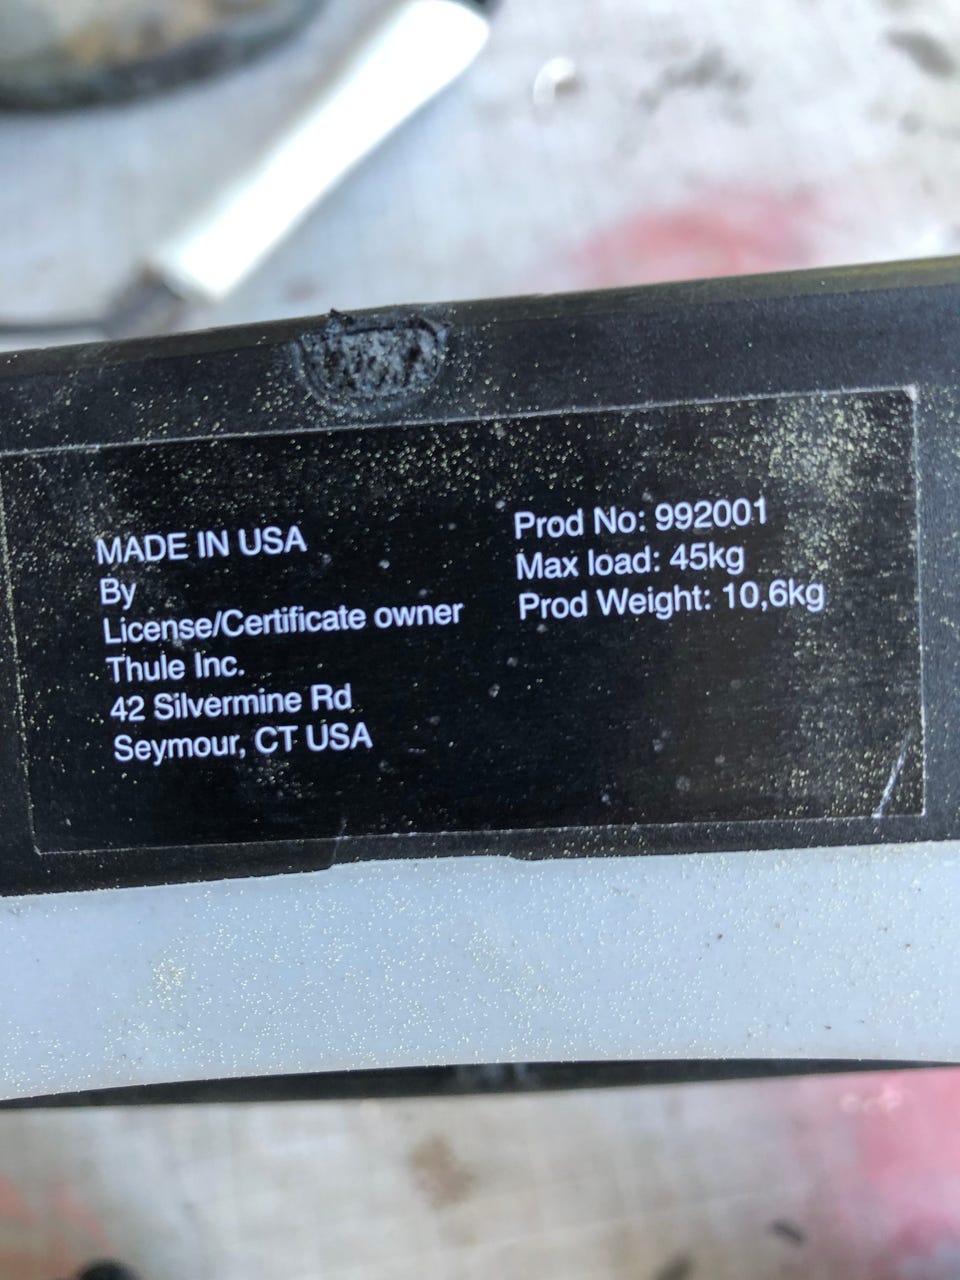 MADE IN USA
By
License/Certificate owner
Thule Inc.
42 Silvermine Rd
Seymour, CT USA
Prod No: 992001
Max load: 45kg
Prod Weight: 10,6kg